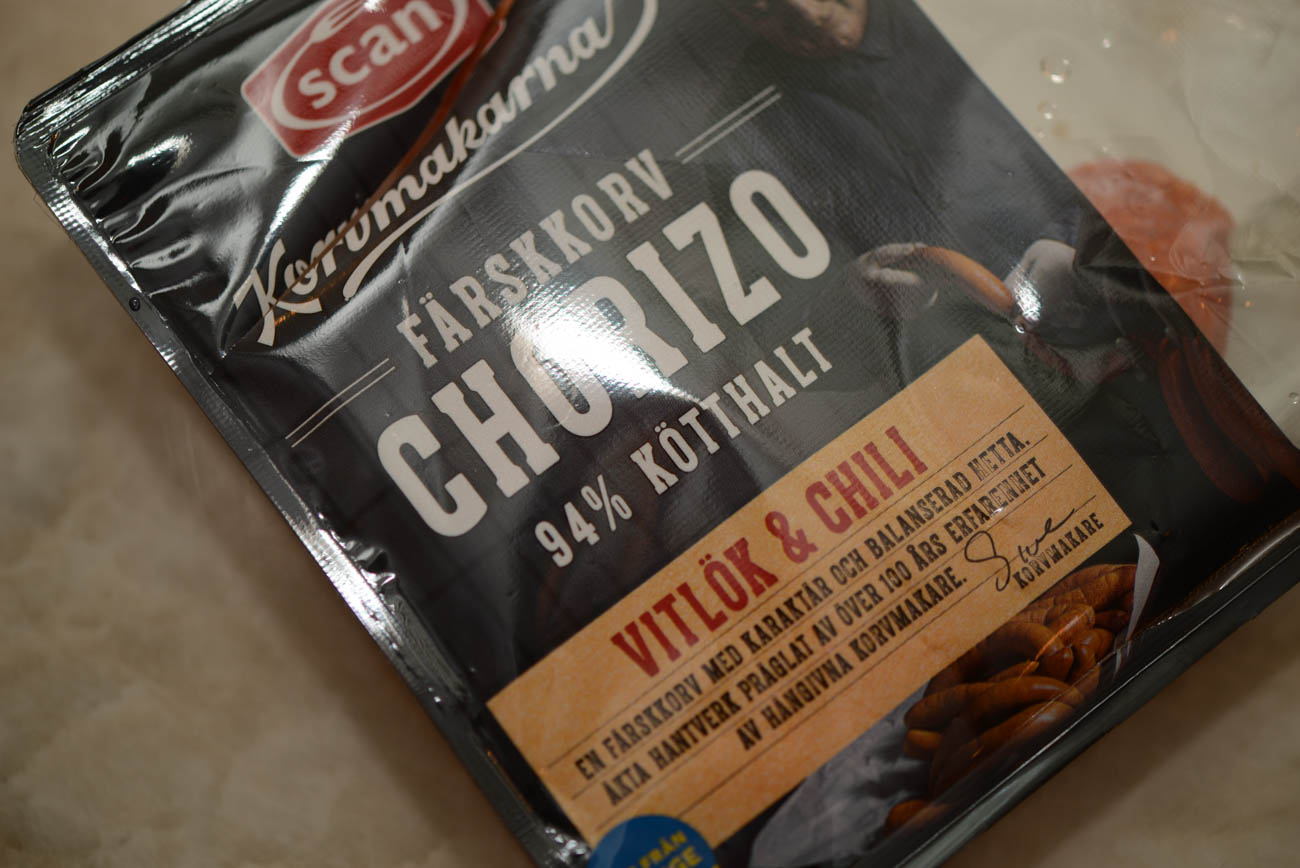 scan
Korvmakarna
FÄRSKKORV
CHORIZO
94% KÖTTHALT
VITLÖK & CHILI
EN FÄRSKKORV MED KARAKTÄR OCH BALANSERAD HETTA.
ÄKTA HANTVERK PRÄGLAT AV ÖVER 100 ÅRS ERFARENHET
AV HÄNGIVNA KORVMAKARE.
KORVMAKARE
FRÅN